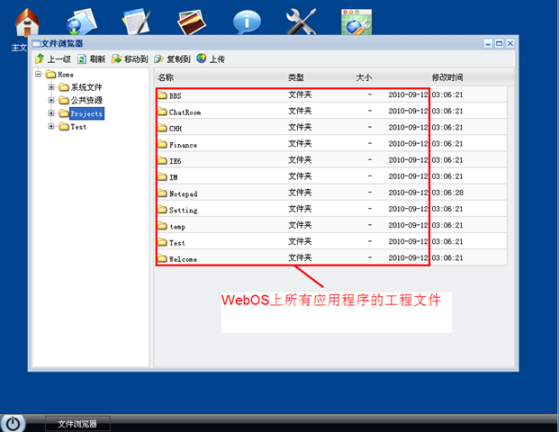 主文
文件浏览器
上一级 刷新 移动到 复制到 上传
名称 类型 大小 修改时间
Home
系统文件
公共资源
Projects
Test
BBS 文件夹 - 2010-09-12 03:06:21
ChatRoom 文件夹 - 2010-09-12 03:06:21
CHH 文件夹 - 2010-09-12 03:06:21
Finance 文件夹 - 2010-09-12 03:06:21
IE6 文件夹 - 2010-09-12 03:06:21
IM 文件夹 - 2010-09-12 03:06:21
Notepad 文件夹 - 2010-09-12 03:06:28
Setting 文件夹 - 2010-09-12 03:06:21
temp 文件夹 - 2010-09-12 03:06:21
Test 文件夹 - 2010-09-12 03:06:21
Welcome 文件夹 - 2010-09-12 03:06:21
WebOS上所有应用程序的工程文件
文件浏览器